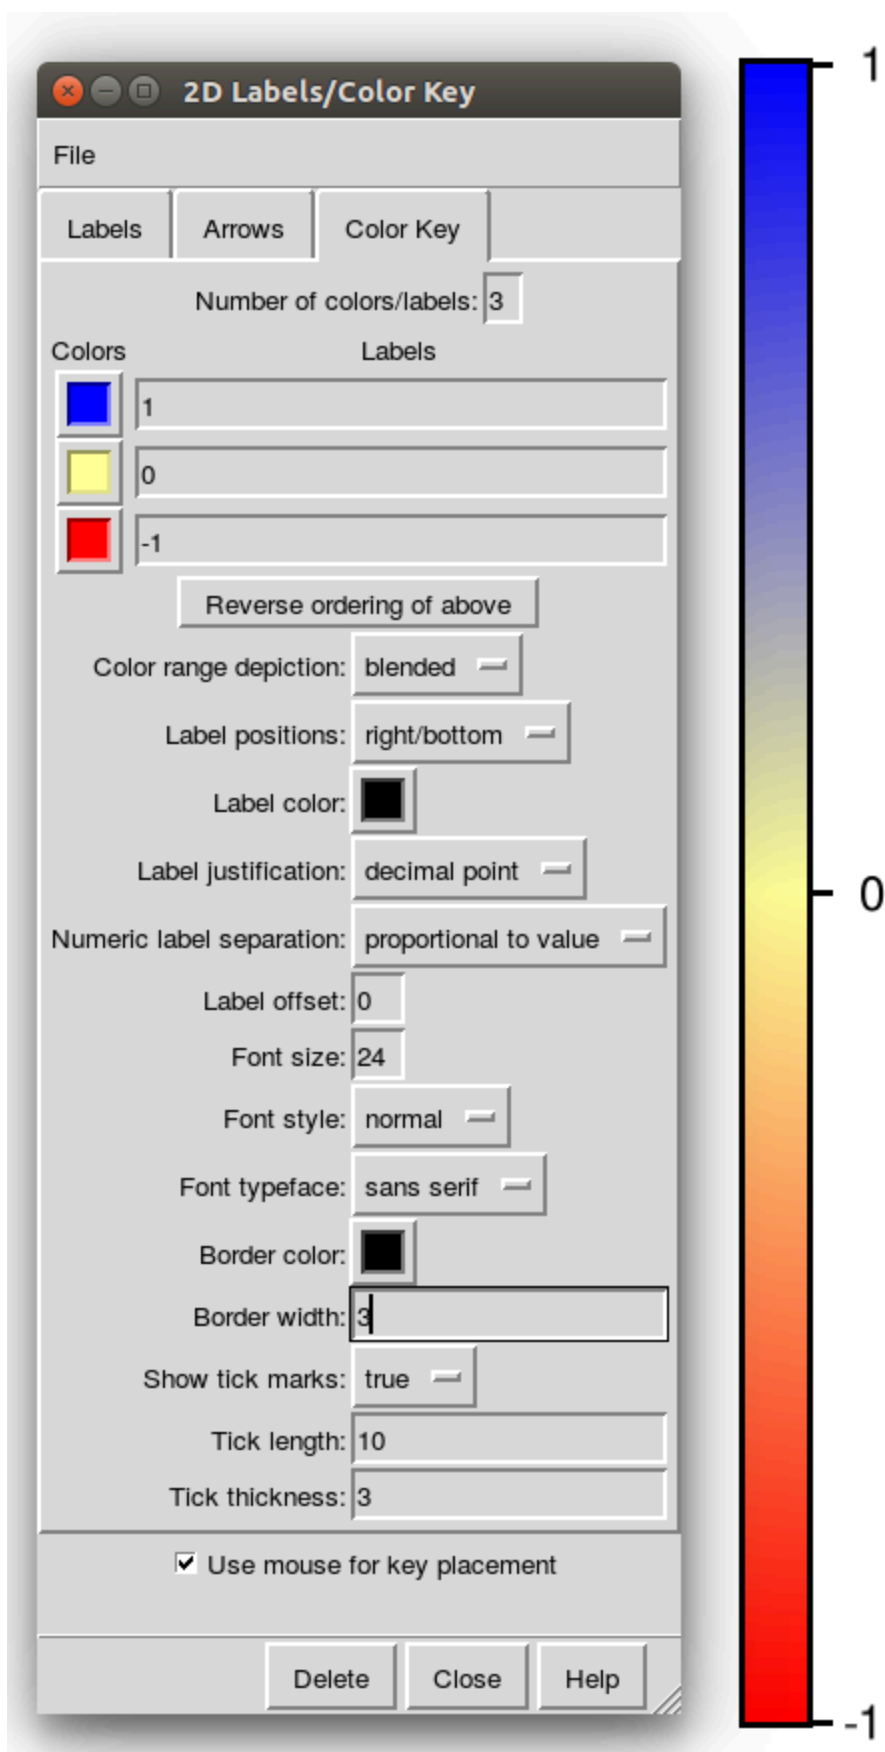 2D Labels/Color Key
File
Labels Arrows Color Key
Number of colors/labels: 3
Colors Labels
1
0
-1
Reverse ordering of above
Color range depiction: blended
Label positions: right/bottom
Label color:
Label justification: decimal point
Numeric label separation: proportional to value
Label offset: 0
Font size: 24
Font style: normal
Font typeface: sans serif
Border color:
Border width: 3
Show tick marks: true
Tick length: 10
Tick thickness: 3
Use mouse for key placement
Delete Close Help
1
0
-1